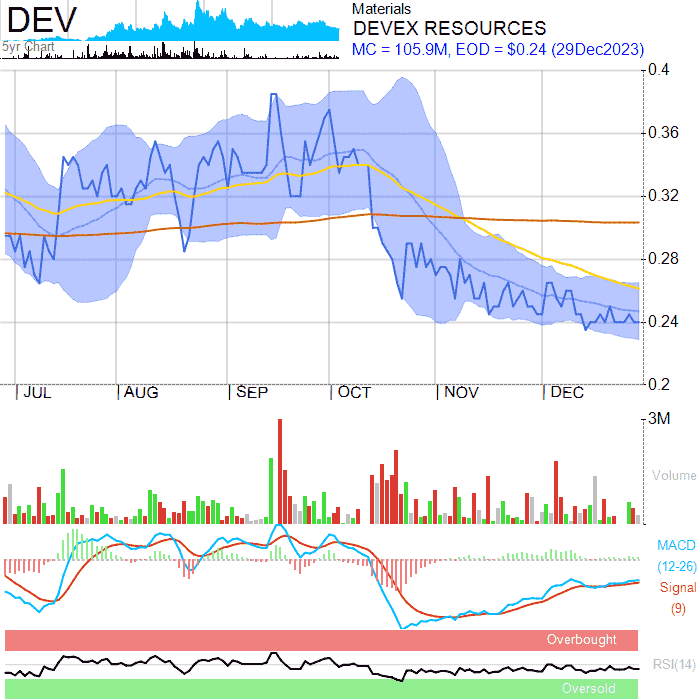 DEV
5yr Chart
Materials
DEVEX RESOURCES
MC = 105.9M, EOD = $0.24 (29Dec2023)
0.4
0.36
0.32
0.28
0.24
0.2
JUL AUG SEP OCT NOV DEC
3M
Volume
MACD
(12-26)
Signal
(9)
Overbought
RSI(14)
Oversold